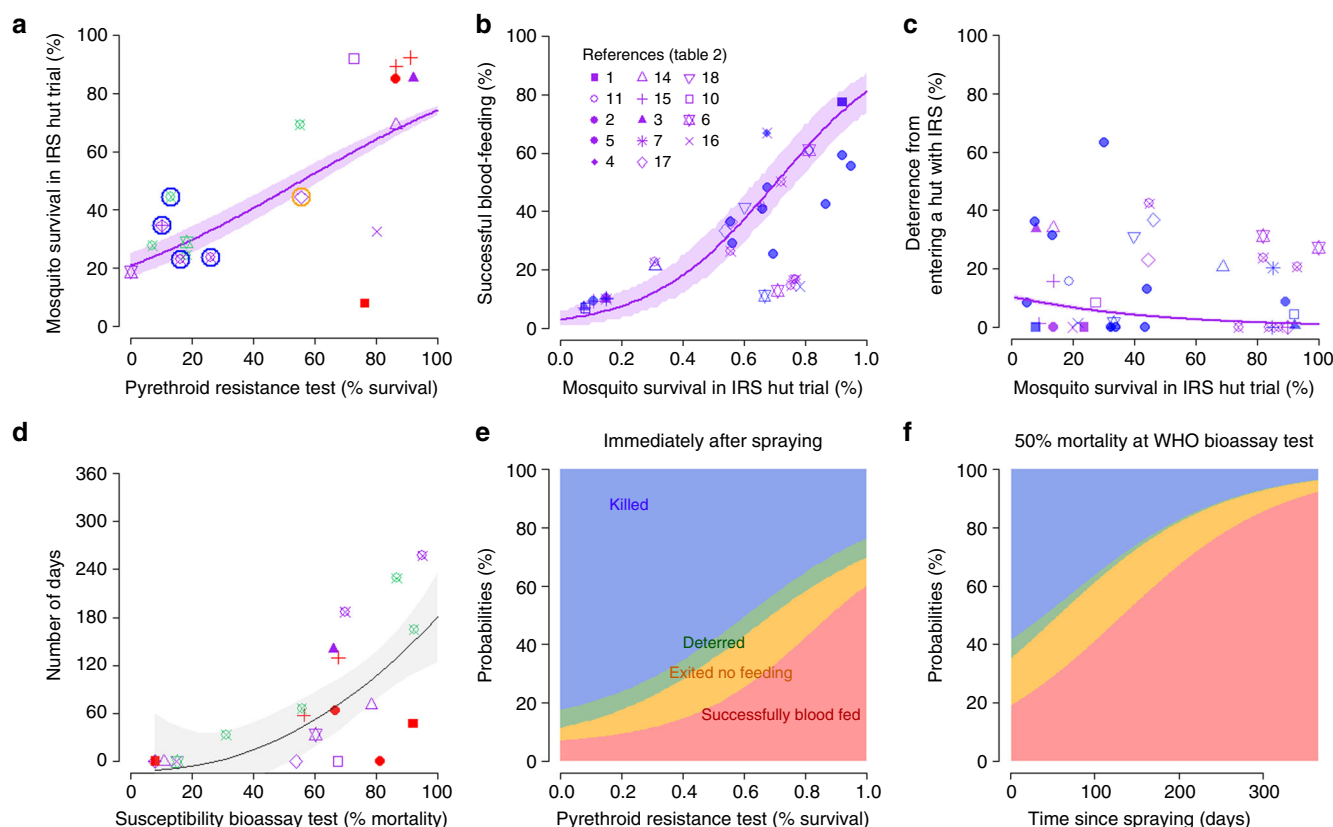 a
Mosquito survival in IRS hut trial (%)
100
80
60
40
20
0
0 20 40 60 80 100
Pyrethroid resistance test (% survival)
b
Successful blood-feeding (%)
100
80
60
40
20
0
References (table 2)
1 14 18
11 15 10
2 3 6
5 7 16
4 17
0.0 0.2 0.4 0.6 0.8 1.0
Mosquito survival in IRS hut trial (%)
c
Deterrence from
entering a hut with IRS (%)
100
80
60
40
20
0
0 20 40 60 80 100
Mosquito survival in IRS hut trial (%)
d
Number of days
360
300
240
180
120
60
0
0 20 40 60 80 100
Susceptibility bioassay test (% mortality)
e
Immediately after spraying
Probabilities (%)
100
80
60
40
20
0
Killed
Deterred
Exited no feeding
Successfully blood fed
0.0 0.2 0.4 0.6 0.8 1.0
Pyrethroid resistance test (% survival)
f
50% mortality at WHO bioassay test
Probabilities (%)
100
80
60
40
20
0
0 100 200 300
Time since spraying (days)